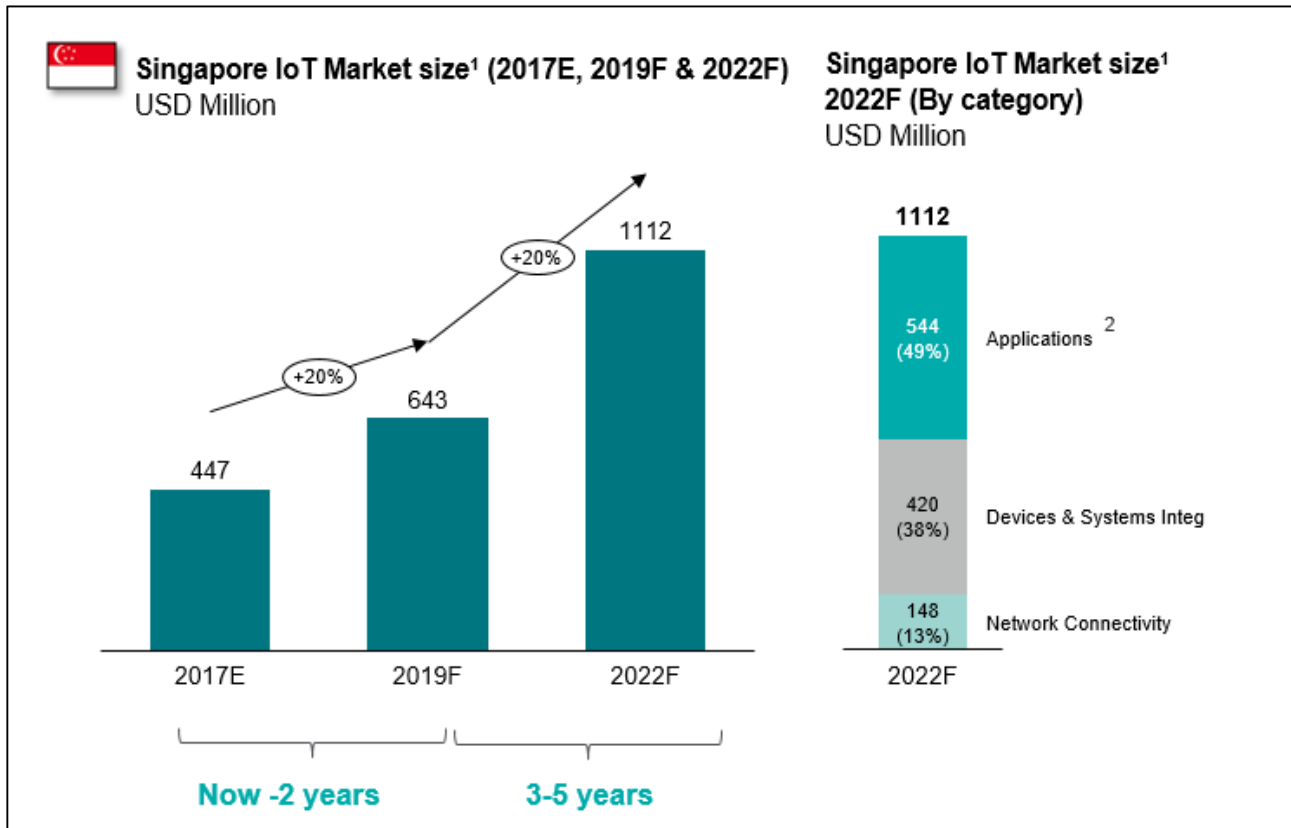 Singapore IoT Market size¹ (2017E, 2019F & 2022F)
USD Million
+20%
+20%
447
643
1112
2017E
2019F
2022F
Now -2 years
3-5 years
Singapore IoT Market size¹
2022F (By category)
USD Million
1112
544
(49%)
Applications 2
420
(38%)
Devices & Systems Integ
148
(13%)
Network Connectivity
2022F